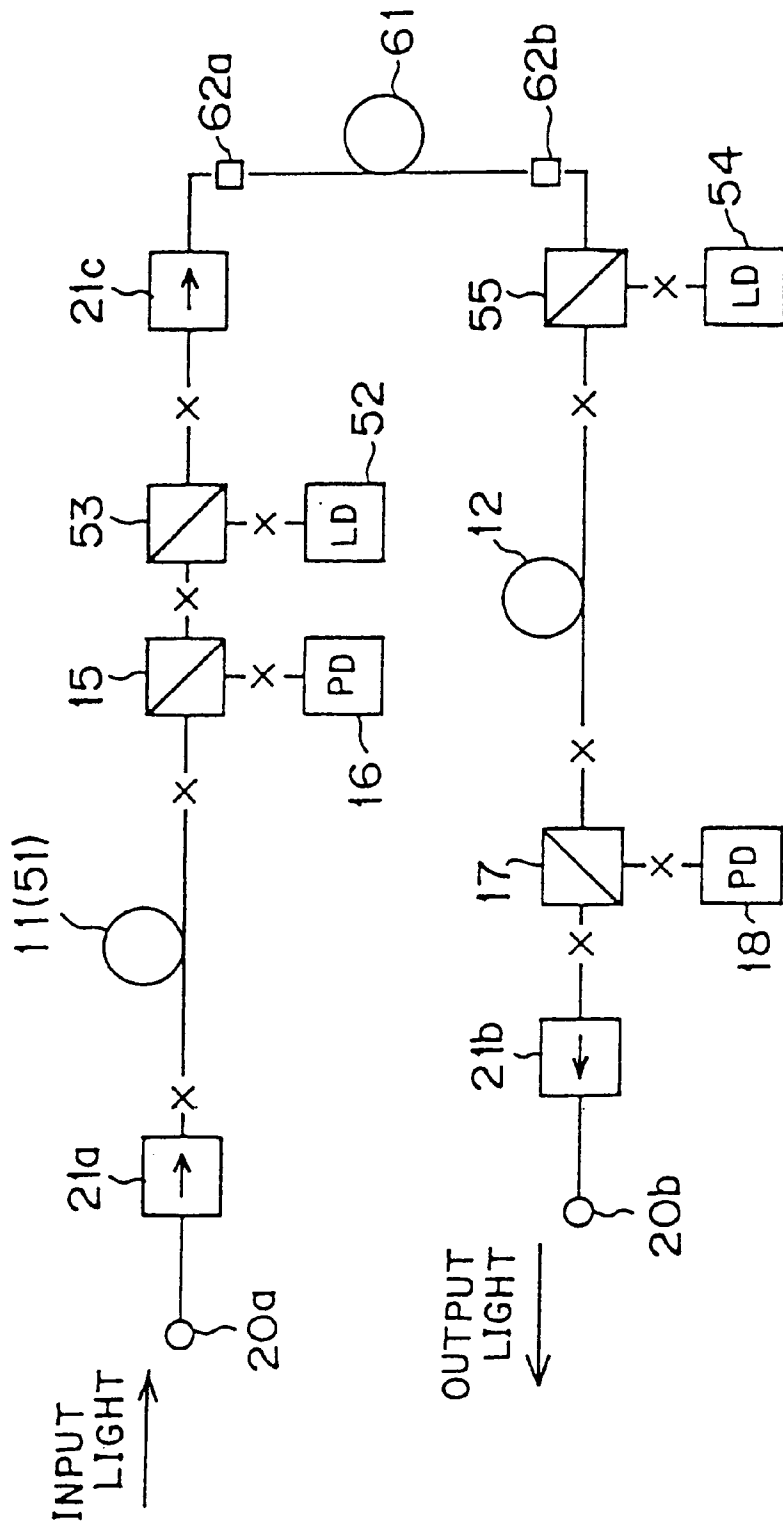 INPUT
LIGHT
20a
21a
11(51)
15
PD
16
53
LD
52
21c
62a
61
62b
55
LD
54
12
17
PD
18
21b
20b
OUTPUT
LIGHT